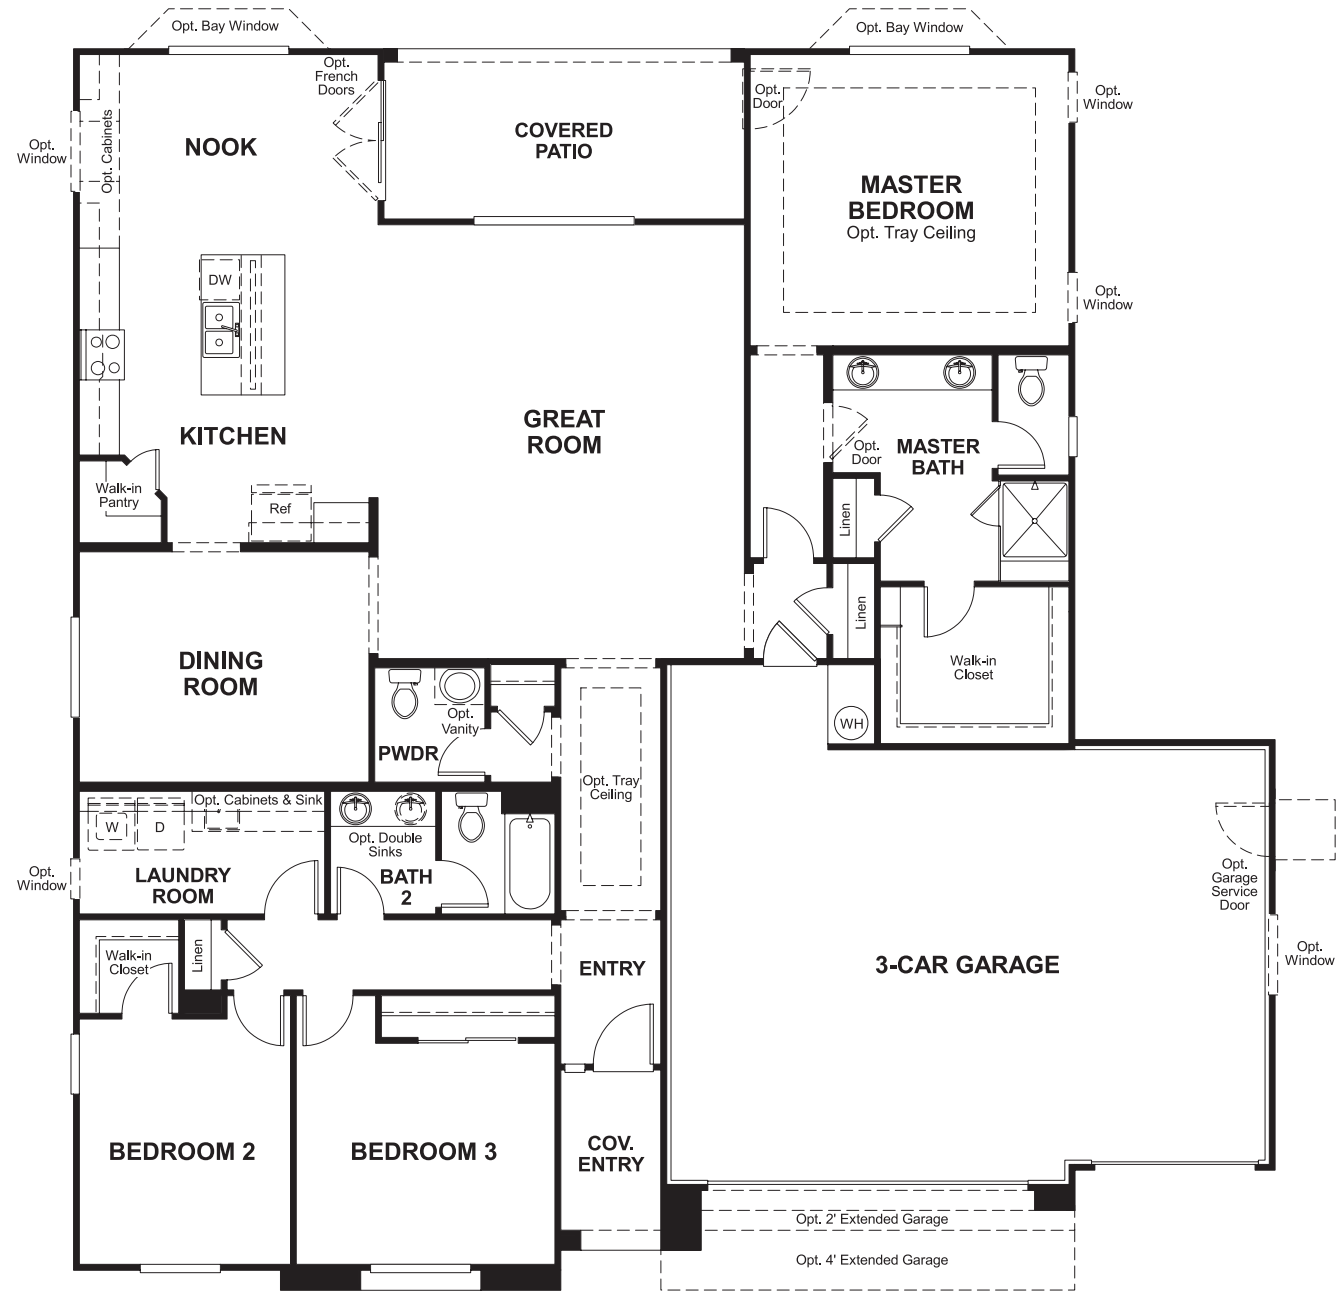 Opt. Bay Window
Opt. Bay Window
Opt.
French
Doors
Opt.
Door
Opt.
Window
Opt. Cabinets
Opt.
Window
NOOK
COVERED
PATIO
MASTER
BEDROOM
Opt. Tray Ceiling
DW
Opt.
Window
KITCHEN
GREAT
ROOM
Opt.
Door
MASTER
BATH
Walk-in
Pantry
Ref
Linen
Linen
DINING
ROOM
Walk-in
Closet
Opt.
Vanity
PWDR
WH
Opt. Tray
Ceiling
Opt. Cabinets & Sink
W
D
Opt. Double
Sinks
Opt.
Window
LAUNDRY
ROOM
BATH
2
Opt.
Garage
Service
Door
Walk-in
Closet
Linen
ENTRY
3-CAR GARAGE
Opt.
Window
BEDROOM 2
BEDROOM 3
COV.
ENTRY
Opt. 2' Extended Garage
Opt. 4' Extended Garage